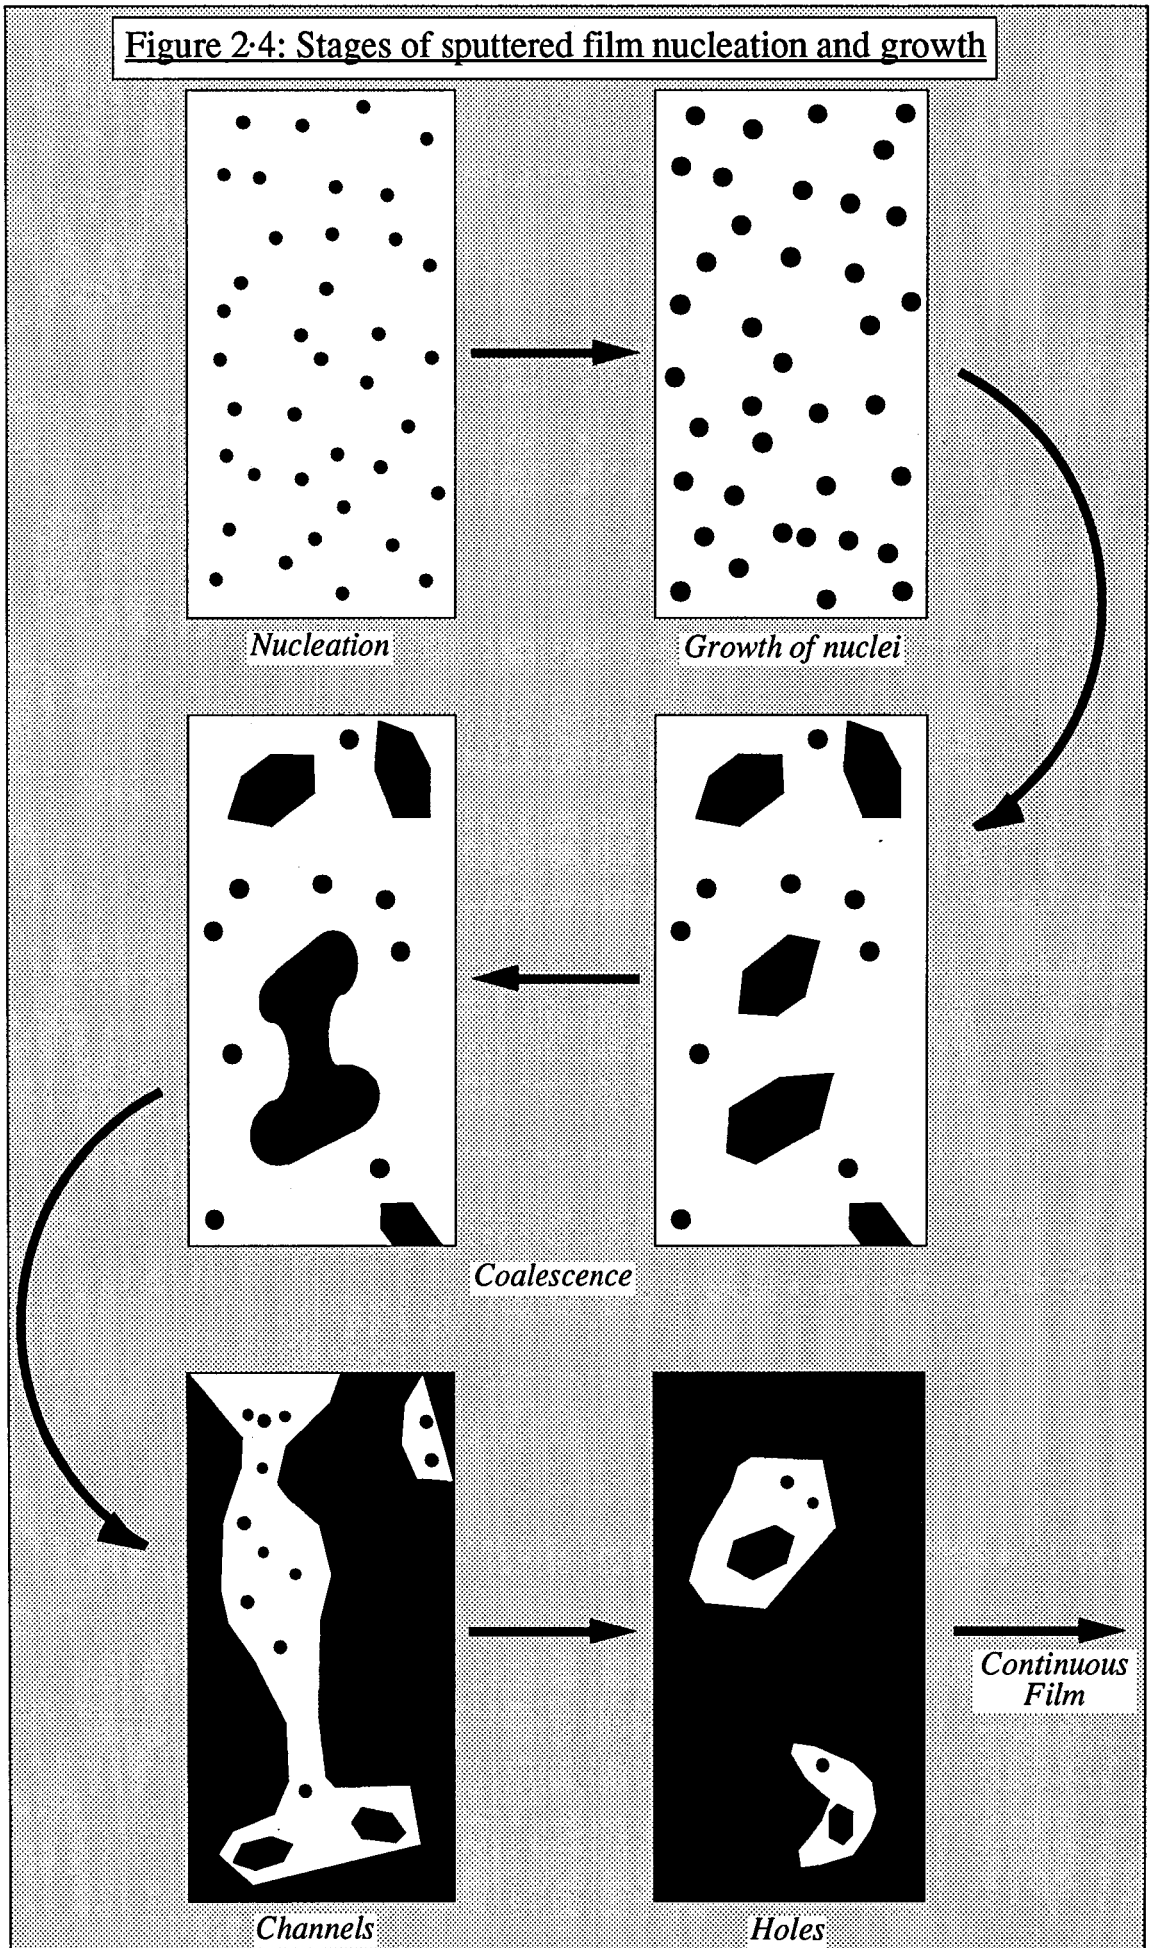 Figure 2·4: Stages of sputtered film nucleation and growth
Nucleation
Growth of nuclei
Coalescence
Channels
Holes
Continuous
Film